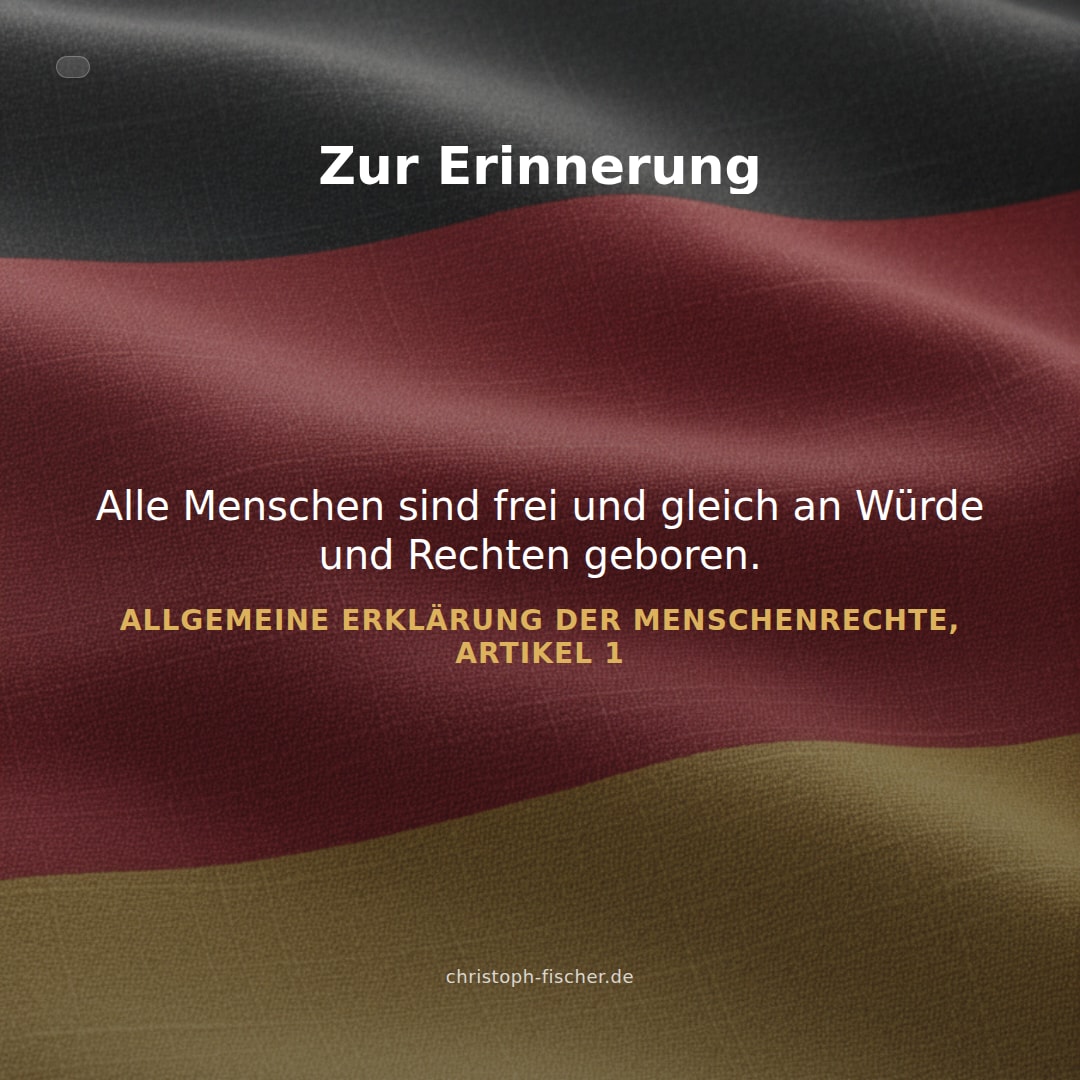 Zur Erinnerung
Alle Menschen sind frei und gleich an Würde
und Rechten geboren.
ALLGEMEINE ERKLÄRUNG DER MENSCHENRECHTE,
ARTIKEL 1
christoph-fischer.de